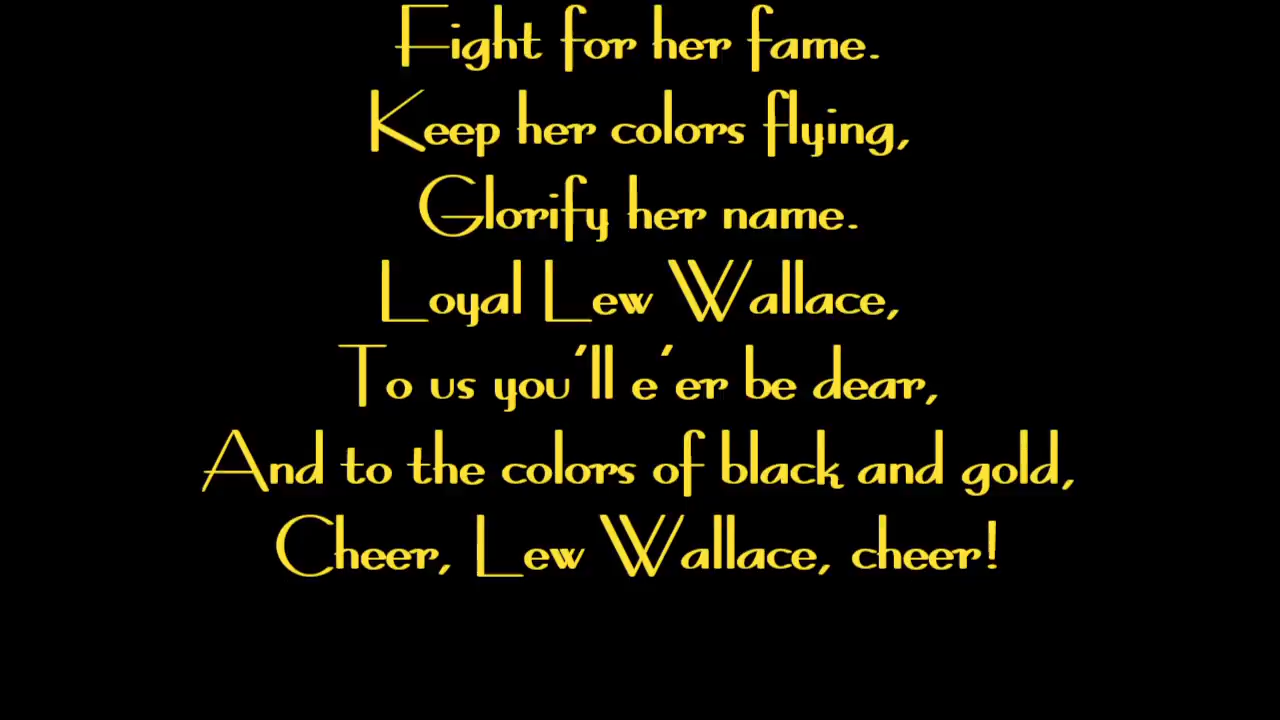 Fight for her fame.
Keep her colors flying,
Glorify her name.
Loyal Lew Wallace,
To us you'll e'er be dear,
And to the colors of black and gold,
Cheer, Lew Wallace, cheer!